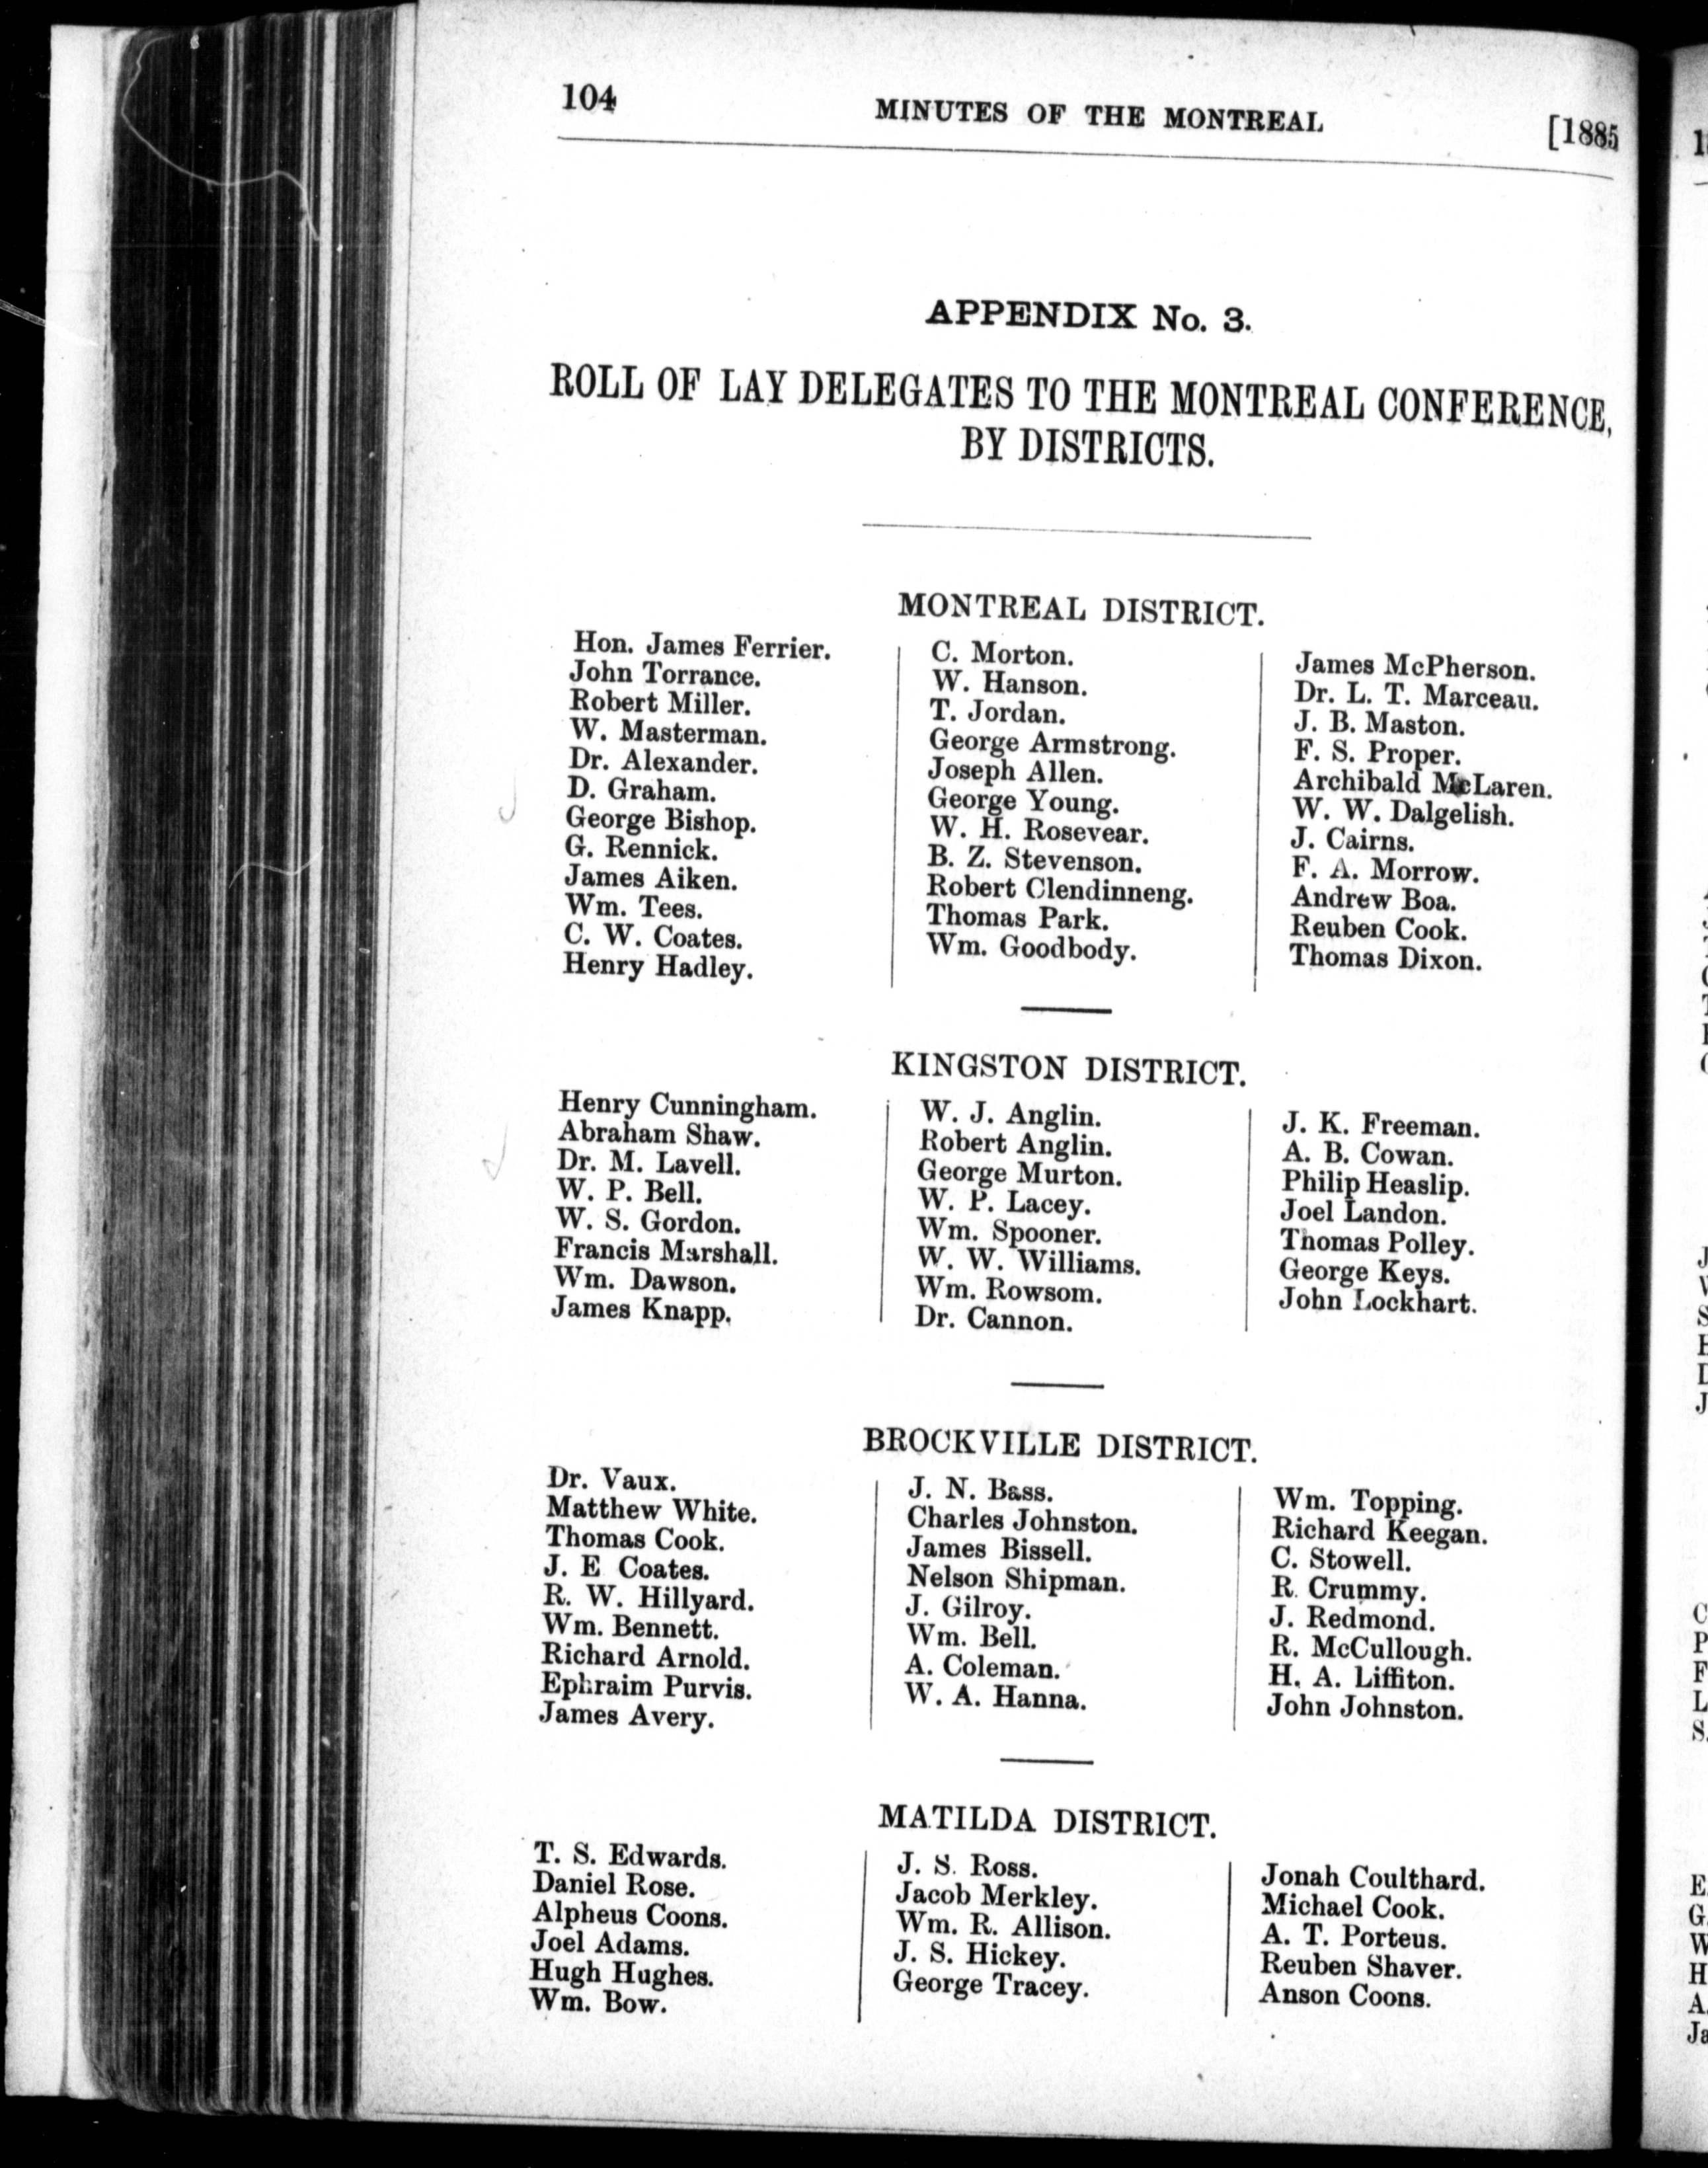 104
MINUTES OF THE MONTREAL
[1885
APPENDIX No. 3.
ROLL OF LAY DELEGATES TO THE MONTREAL CONFERENCE,
BY DISTRICTS.
MONTREAL DISTRICT.
Hon. James Ferrier.
John Torrance.
Robert Miller.
W. Masterman.
Dr. Alexander.
D. Graham.
George Bishop.
G. Rennick.
James Aiken.
Wm. Tees.
C. W. Coates.
Henry Hadley.
C. Morton.
W. Hanson.
T. Jordan.
George Armstrong.
Joseph Allen.
George Young.
W. H. Rosevear.
B. Z. Stevenson.
Robert Clendinneng.
Thomas Park.
Wm. Goodbody.
James McPherson.
Dr. L. T. Marceau.
J. B. Maston.
F. S. Proper.
Archibald McLaren.
W. W. Dalgelish.
J. Cairns.
F. A. Morrow.
Andrew Boa.
Reuben Cook.
Thomas Dixon.
KINGSTON DISTRICT.
Henry Cunningham.
Abraham Shaw.
Dr. M. Lavell.
W. P. Bell.
W. S. Gordon.
Francis Marshall.
Wm. Dawson.
James Knapp.
W. J. Anglin.
Robert Anglin.
George Murton.
W. P. Lacey.
Wm. Spooner.
W. W. Williams.
Wm. Rowsom.
Dr. Cannon.
J. K. Freeman.
A. B. Cowan.
Philip Heaslip.
Joel Landon.
Thomas Polley.
George Keys.
John Lockhart.
BROCKVILLE DISTRICT.
Dr. Vaux.
Matthew White.
Thomas Cook.
J. E Coates.
R. W. Hillyard.
Wm. Bennett.
Richard Arnold.
Ephraim Purvis.
James Avery.
J. N. Bass.
Charles Johnston.
James Bissell.
Nelson Shipman.
J. Gilroy.
Wm. Bell.
A. Coleman.
W. A. Hanna.
Wm. Topping.
Richard Keegan.
C. Stowell.
R. Crummy.
J. Redmond.
R. McCullough.
H. A. Liffiton.
John Johnston.
MATILDA DISTRICT.
T. S. Edwards.
Daniel Rose.
Alpheus Coons.
Joel Adams.
Hugh Hughes.
Wm. Bow.
J. S. Ross.
Jacob Merkley.
Wm. R. Allison.
J. S. Hickey.
George Tracey.
Jonah Coulthard.
Michael Cook.
A. T. Porteus.
Reuben Shaver.
Anson Coons.